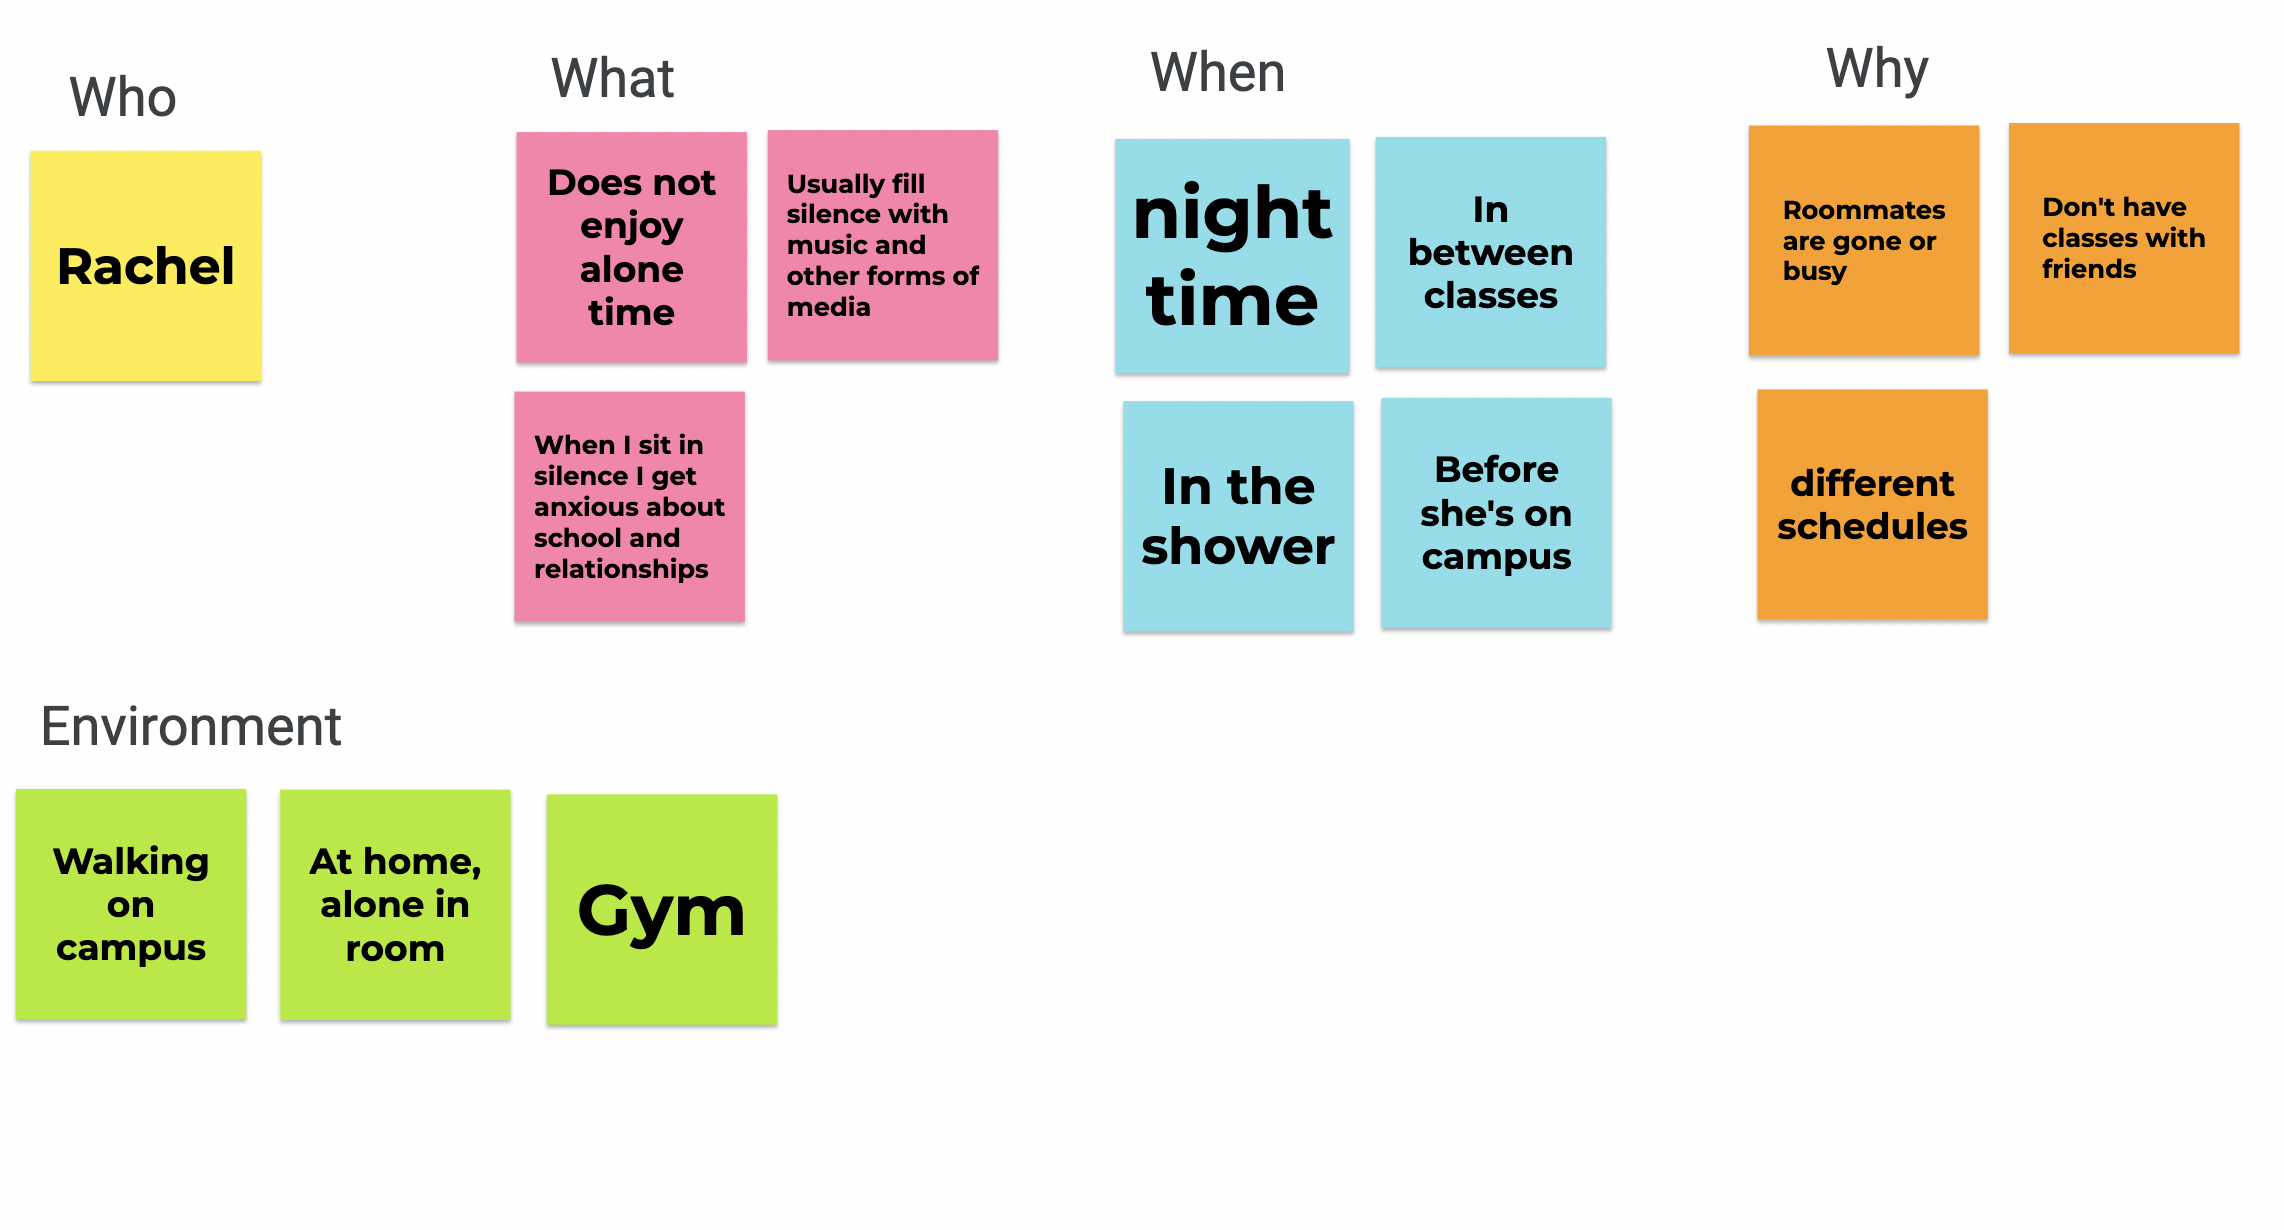 Who
Rachel
What
Does not
enjoy
alone
time
Usually fill
silence with
music and
other forms of
media
When I sit in
silence I get
anxious about
school and
relationships
When
night
time
In
between
classes
In the
shower
Before
she's on
campus
Why
Roommates
are gone or
busy
Don't have
classes with
friends
different
schedules
Environment
Walking
on
campus
At home,
alone in
room
Gym